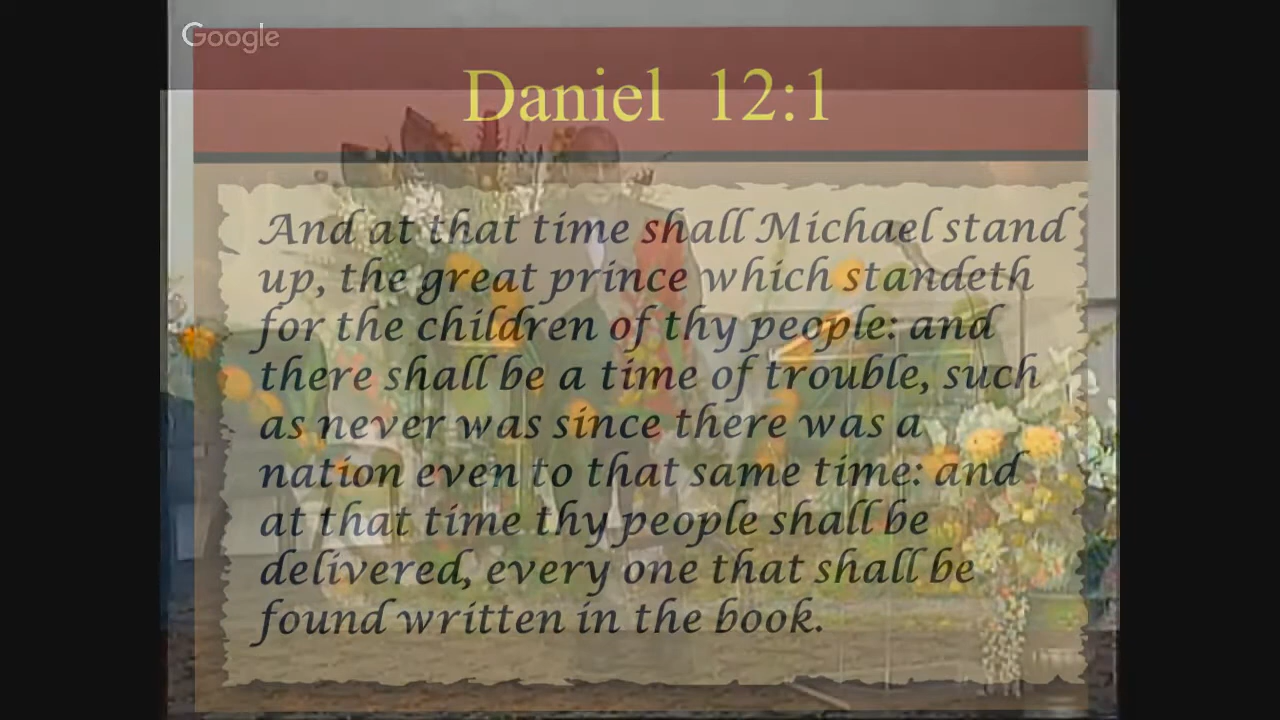 Google
Daniel 12:1
And at that time shall Michael stand
up, the great prince which standeth
for the children of thy people: and
there shall be a time of trouble, such
as never was since there was a
nation even to that same time: and
at that time thy people shall be
delivered, every one that shall be
found written in the book.